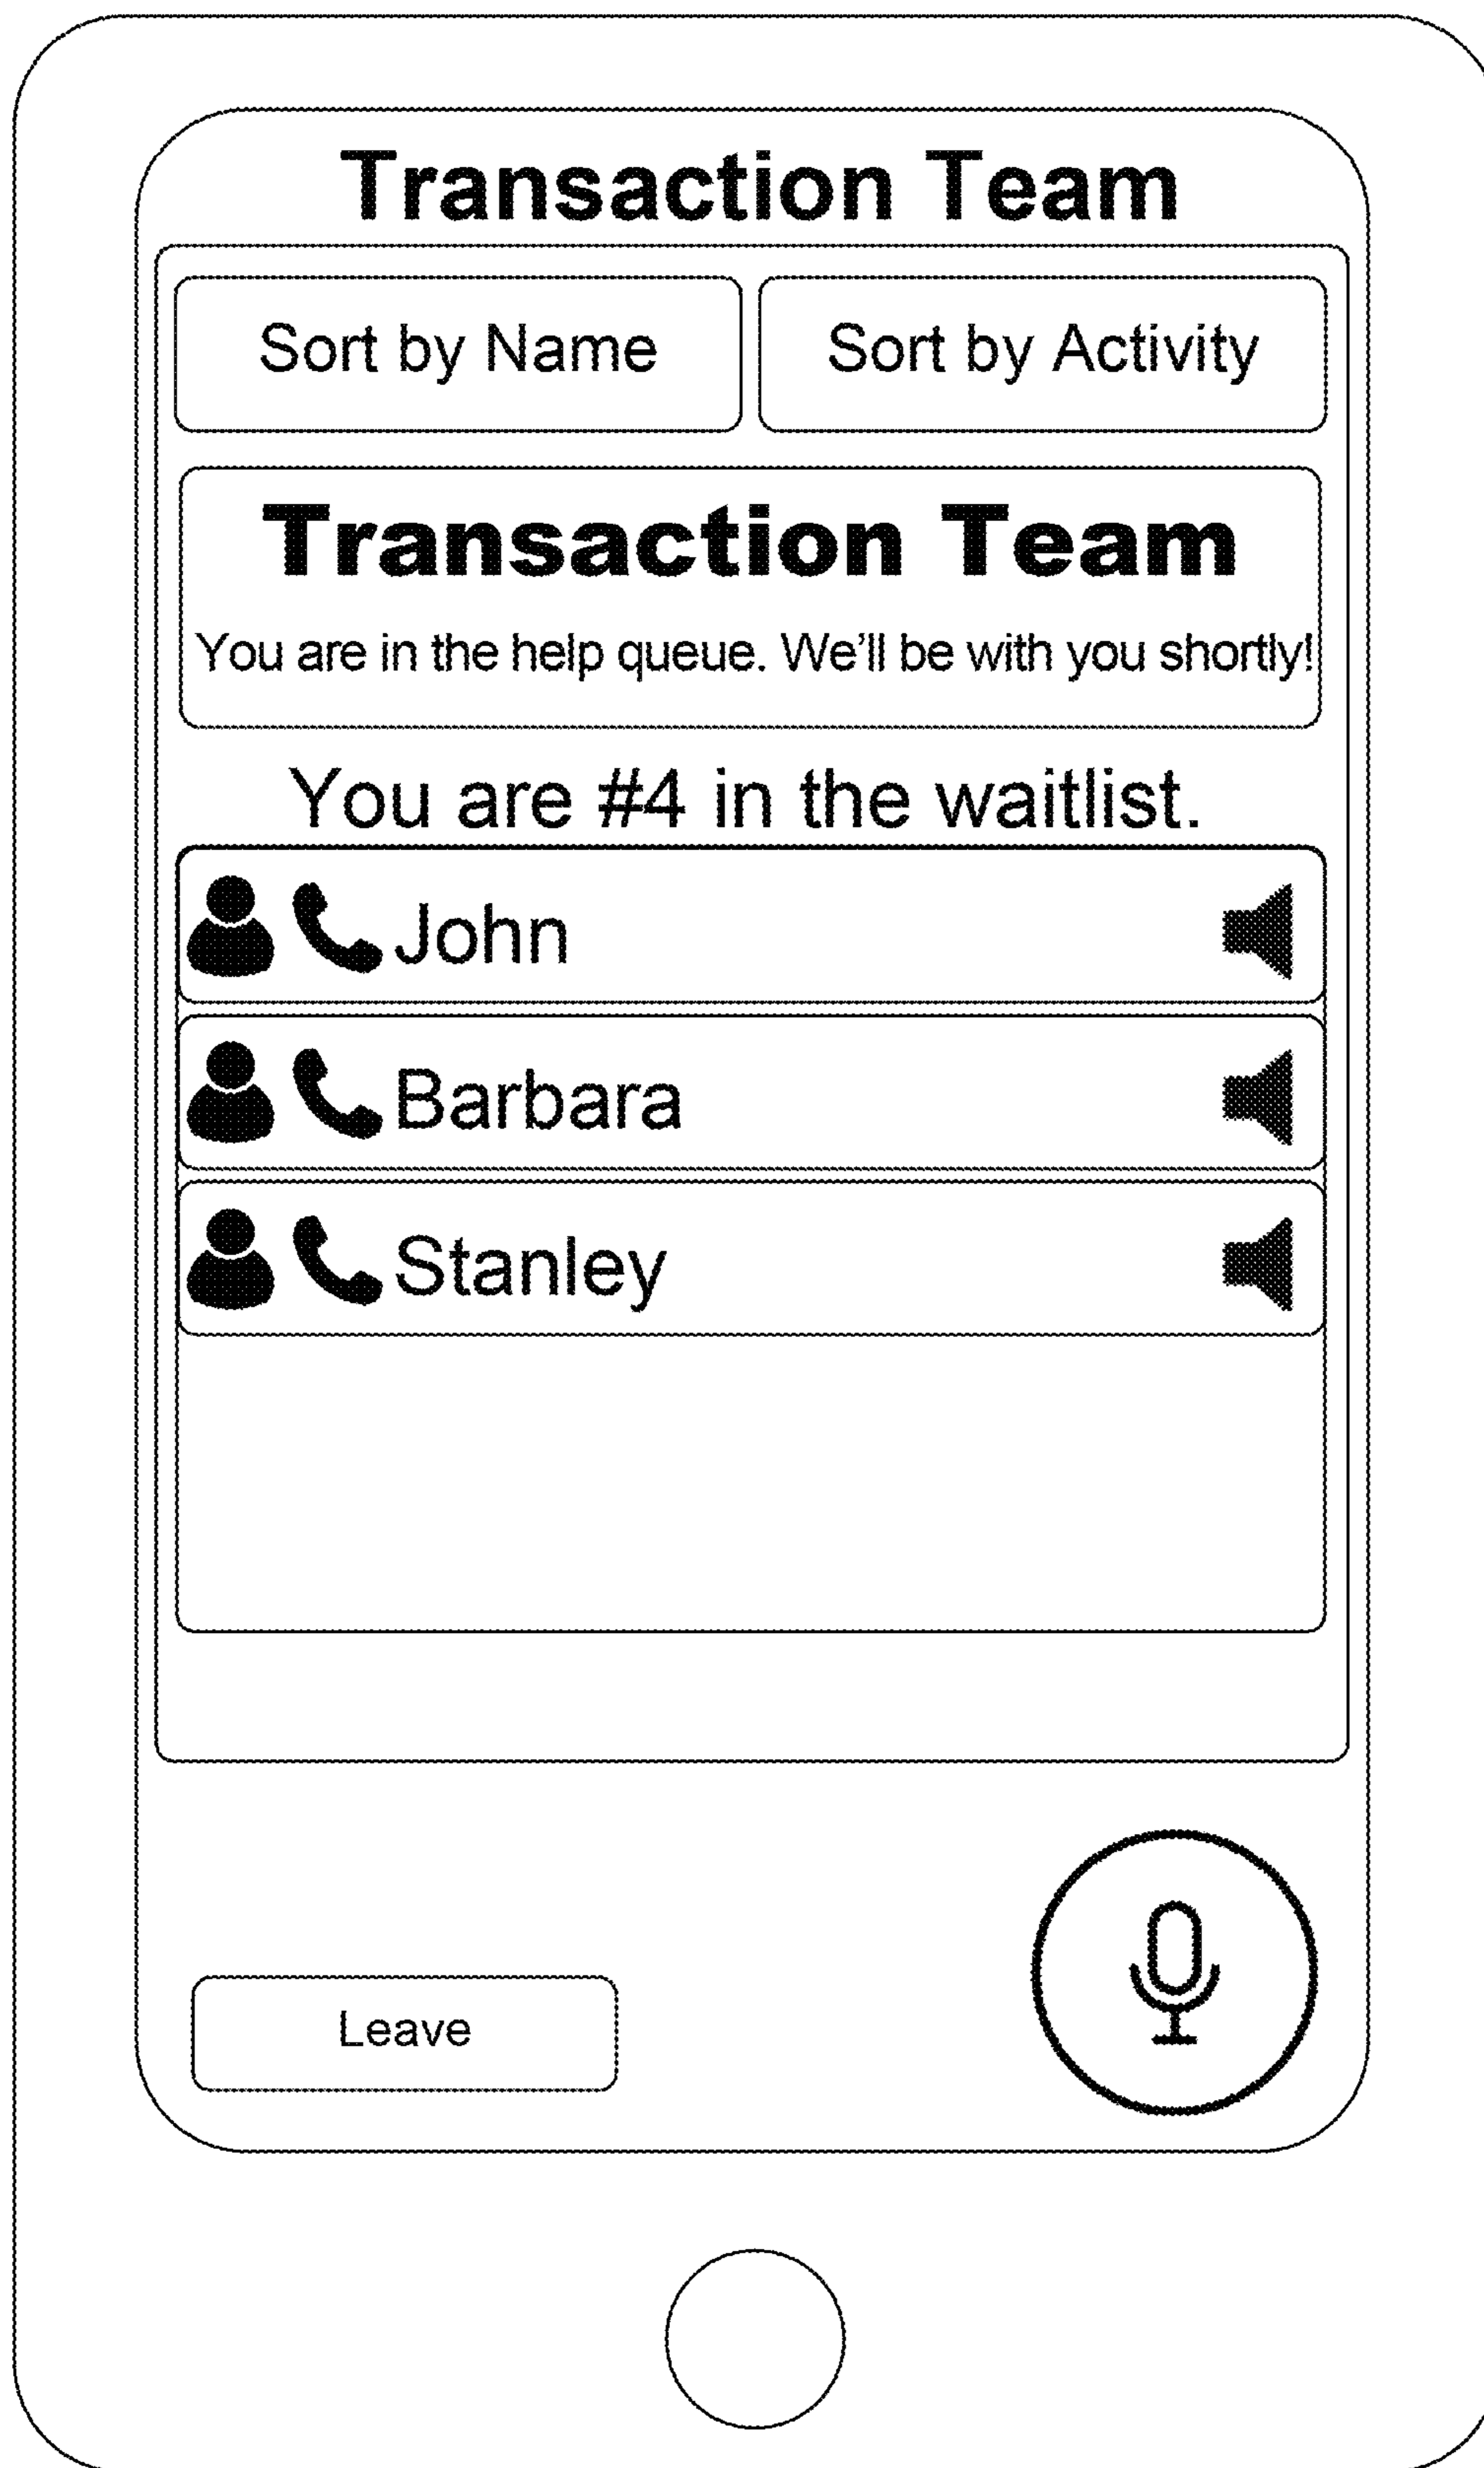 Transaction Team
Sort by Name
Sort by Activity
Transaction Team
You are in the help queue. We'll be with you shortly!
You are #4 in the waitlist.
John
Barbara
Stanley
Leave